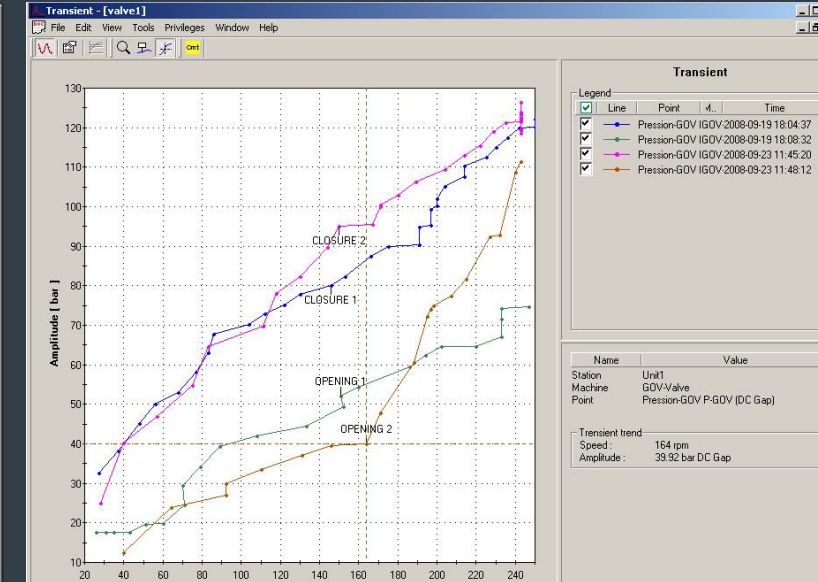 Transient - [valve1]
File Edit View Tools Privileges Window Help
Cmt
Transient
Legend
Line Point Time
Pression-GOV IGOV-2008-09-19 18:04:37
Pression-GOV IGOV-2008-09-19 18:08:32
Pression-GOV IGOV-2008-09-23 11:45:20
Pression-GOV IGOV-2008-09-23 11:48:12
130
120
110
100
90
80
70
60
50
40
30
20
10
Amplitude [ bar ]
CLOSURE 2
CLOSURE 1
OPENING 1
OPENING 2
20 40 60 80 100 120 140 160 180 200 220 240
Name Value
Station Unit1
Machine GOV-Valve
Point Pression-GOV P-GOV (DC Gap)
Transient trend
Speed : 164 rpm
Amplitude : 39.92 bar DC Gap